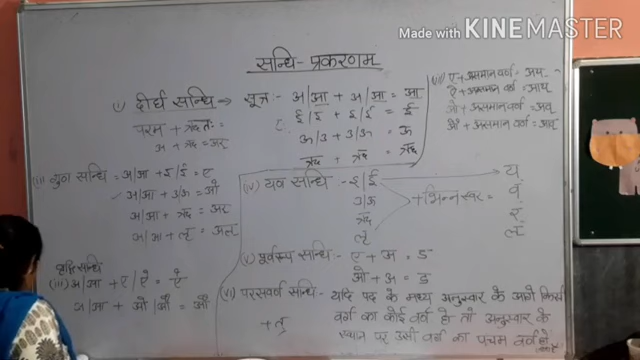 Made with KINEMASTER
सन्धि-प्रकरणम्
(i) दीर्घ सन्धि → सूत्र - अ/आ + अ/आ = आ
इ/ई + इ/ई = ई
उ/ऊ + उ/ऊ = ऊ
ऋ + ऋ = ऋ
परम + ऋतः =
अ + ऋ = अर्
(ii) गुण सन्धि = अ/आ + इ/ई = ए
अ/आ + उ/ऊ = ओ
अ/आ + ऋ = अर्
अ/आ + लृ = अल्
वृद्धि सन्धि
(iii) अ/आ + ए/ऐ = ऐ
अ/आ + ओ/औ = औ
(iv) यव सन्धि - इ/ई
उ/ऊ
ऋ
लृ
+ भिन्न स्वर =
य्
व्
र्
ल्
(v) पूर्वरूप सन्धि - ए + अ = ऽ
ओ + अ = ऽ
(vi) परसवर्ण सन्धि - यदि पद के मध्य अनुस्वार के आगे किसी
वर्ग का कोई वर्ण हो तो अनुस्वार के
स्थान पर उसी वर्ग का पंचम वर्ण हो
(vii) ए + असमान वर्ण = अय्
ऐ + असमान वर्ण = आय्
ओ + असमान वर्ण = अव्
औ + असमान वर्ण = आव्